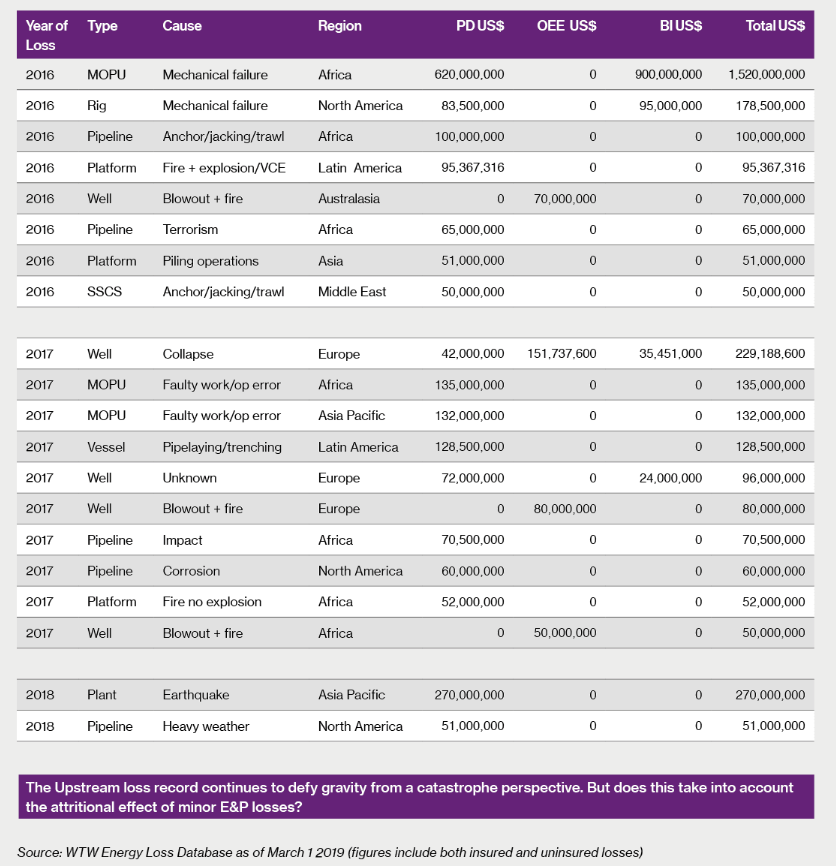 Year of Loss Type Cause Region PD US$ OEE US$ BI US$ Total US$
2016 MOPU Mechanical failure Africa 620,000,000 0 900,000,000 1,520,000,000
2016 Rig Mechanical failure North America 83,500,000 0 95,000,000 178,500,000
2016 Pipeline Anchor/jacking/trawl Africa 100,000,000 0 0 100,000,000
2016 Platform Fire + explosion/VCE Latin America 95,367,316 0 0 95,367,316
2016 Well Blowout + fire Australasia 0 70,000,000 0 70,000,000
2016 Pipeline Terrorism Africa 65,000,000 0 0 65,000,000
2016 Platform Piling operations Asia 51,000,000 0 0 51,000,000
2016 SSCS Anchor/jacking/trawl Middle East 50,000,000 0 0 50,000,000
2017 Well Collapse Europe 42,000,000 151,737,600 35,451,000 229,188,600
2017 MOPU Faulty work/op error Africa 135,000,000 0 0 135,000,000
2017 MOPU Faulty work/op error Asia Pacific 132,000,000 0 0 132,000,000
2017 Vessel Pipelaying/trenching Latin America 128,500,000 0 0 128,500,000
2017 Well Unknown Europe 72,000,000 0 24,000,000 96,000,000
2017 Well Blowout + fire Europe 0 80,000,000 0 80,000,000
2017 Pipeline Impact Africa 70,500,000 0 0 70,500,000
2017 Pipeline Corrosion North America 60,000,000 0 0 60,000,000
2017 Platform Fire no explosion Africa 52,000,000 0 0 52,000,000
2017 Well Blowout + fire Africa 0 50,000,000 0 50,000,000
2018 Plant Earthquake Asia Pacific 270,000,000 0 0 270,000,000
2018 Pipeline Heavy weather North America 51,000,000 0 0 51,000,000
The Upstream loss record continues to defy gravity from a catastrophe perspective. But does this take into account
the attritional effect of minor E&P losses?
Source: WTW Energy Loss Database as of March 1 2019 (figures include both insured and uninsured losses)